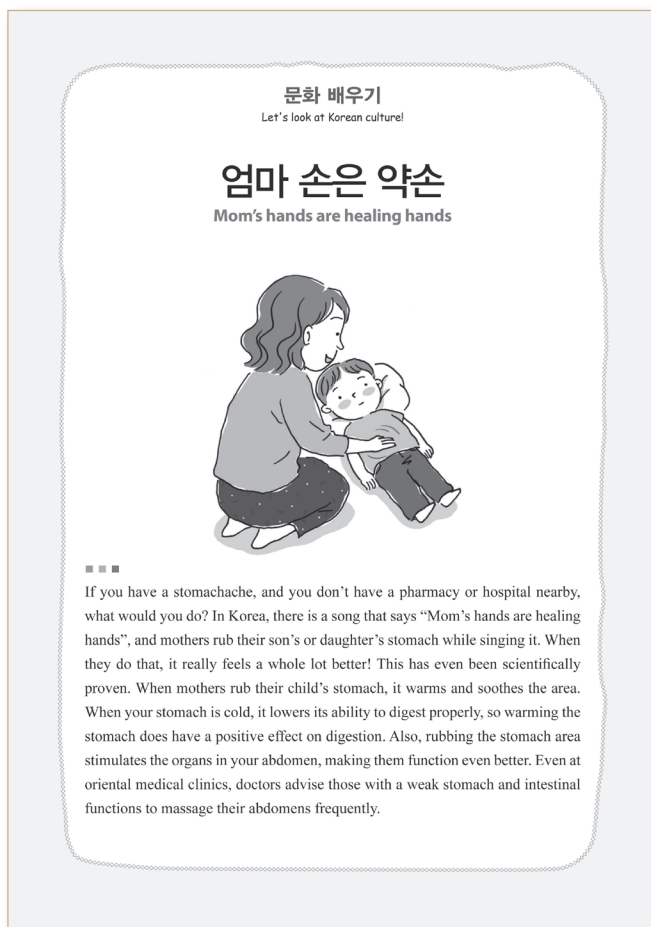 문화 배우기
Let's look at Korean culture!
엄마 손은 약손
Mom's hands are healing hands
If you have a stomachache, and you don't have a pharmacy or hospital nearby,
what would you do? In Korea, there is a song that says “Mom's hands are healing
hands”, and mothers rub their son's or daughter's stomach while singing it. When
they do that, it really feels a whole lot better! This has even been scientifically
proven. When mothers rub their child's stomach, it warms and soothes the area.
When your stomach is cold, it lowers its ability to digest properly, so warming the
stomach does have a positive effect on digestion. Also, rubbing the stomach area
stimulates the organs in your abdomen, making them function even better. Even at
oriental medical clinics, doctors advise those with a weak stomach and intestinal
functions to massage their abdomens frequently.